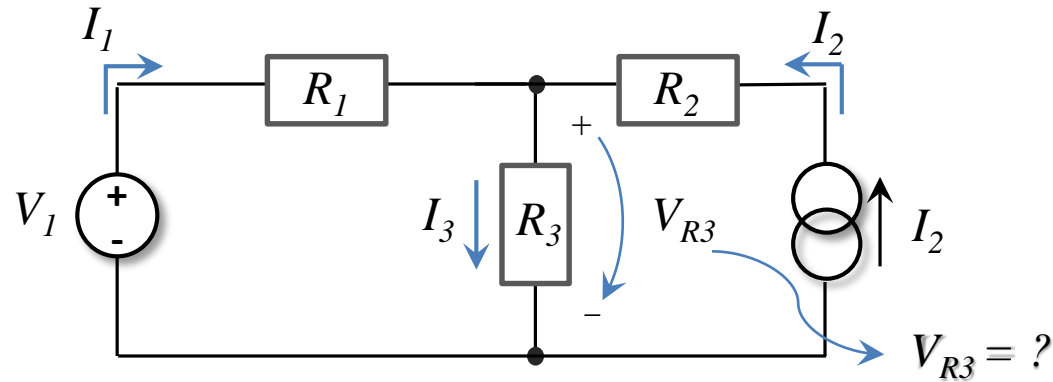 I1 I2
R1 R2
+
+
V1 I3 R3 VR3 I2
-
−
VR3 = ?